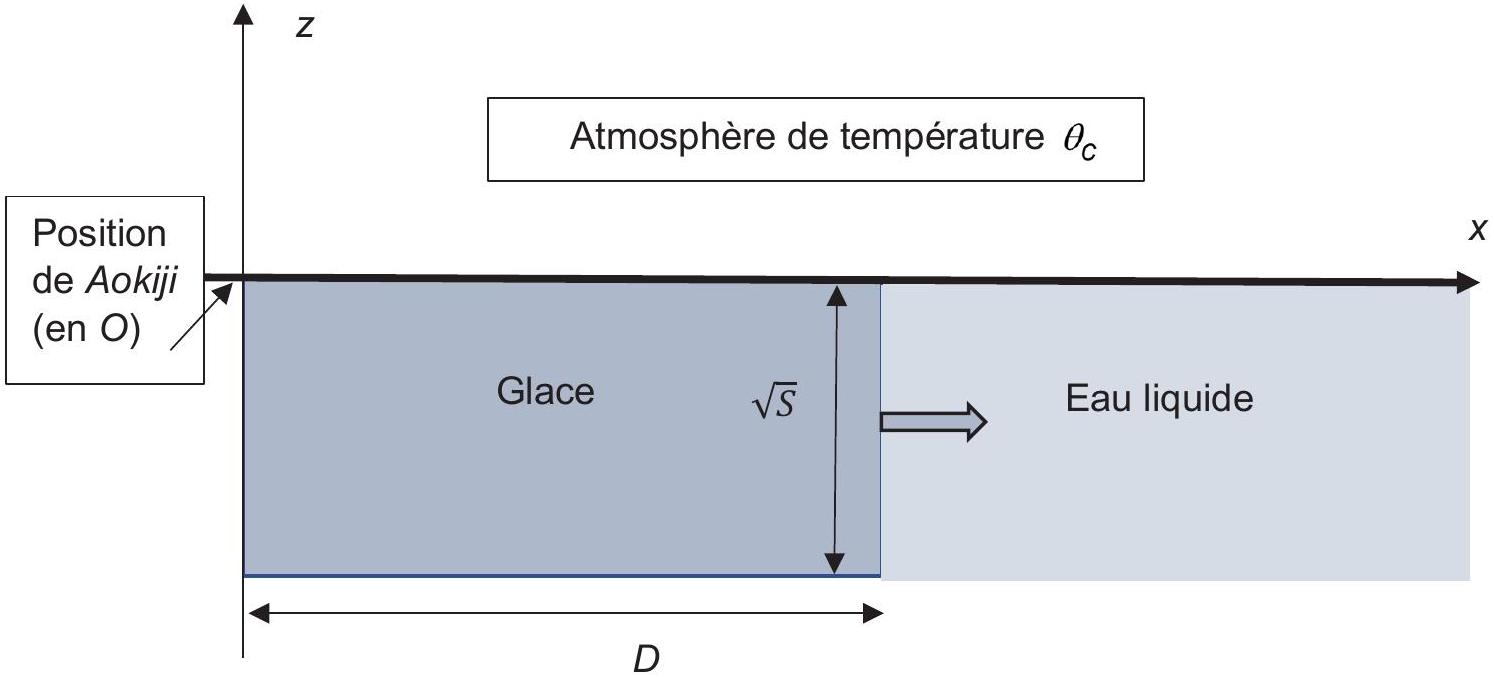 z
Atmosphère de température θc
Position
de Aokiji
(en O)
x
Glace
√S
Eau liquide
D